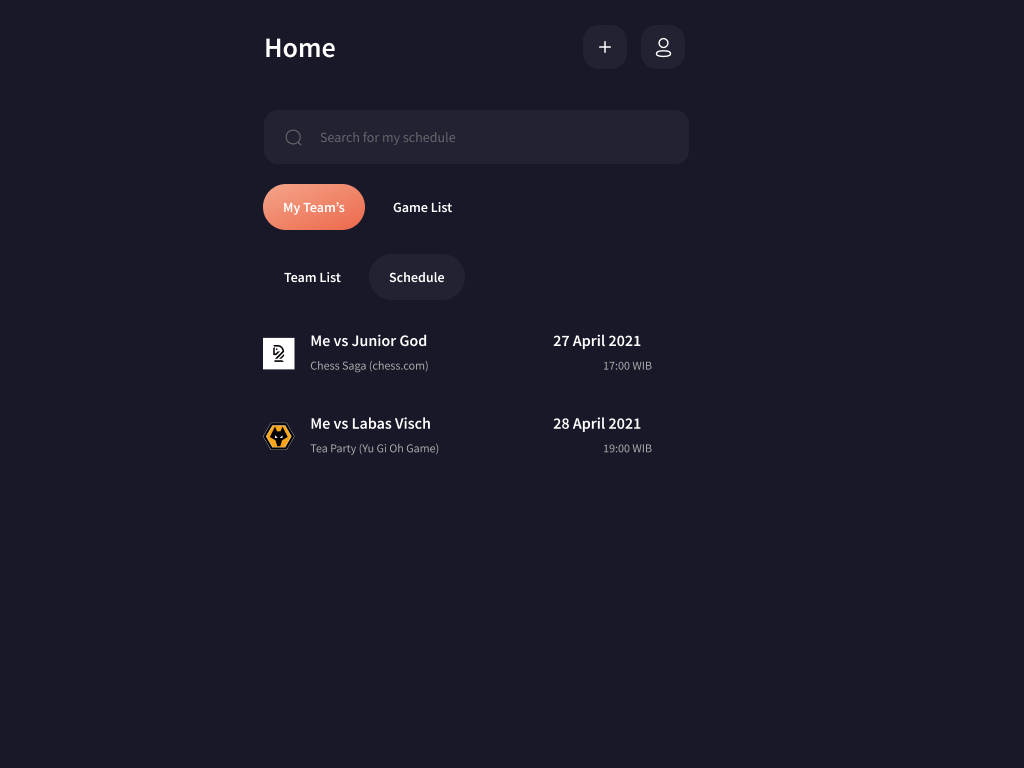 Home
Search for my schedule
My Team’s
Game List
Team List
Schedule
Me vs Junior God
27 April 2021
Chess Saga (chess.com)
17:00 WIB
Me vs Labas Visch
28 April 2021
Tea Party (Yu Gi Oh Game)
19:00 WIB